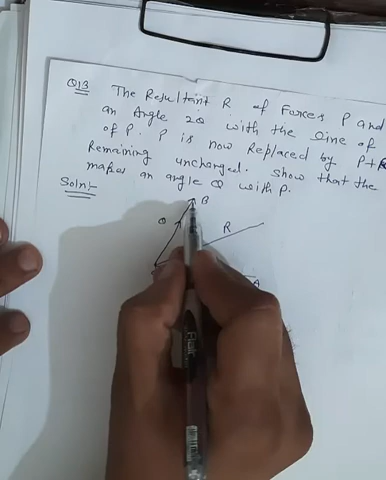 Q13 The Resultant R of Forces P and
an Angle 2θ with the line of
of P. P is now Replaced by P+R
Remaining unchanged. Show that the
makes an angle θ with P.
Soln:-
B
Q R
A